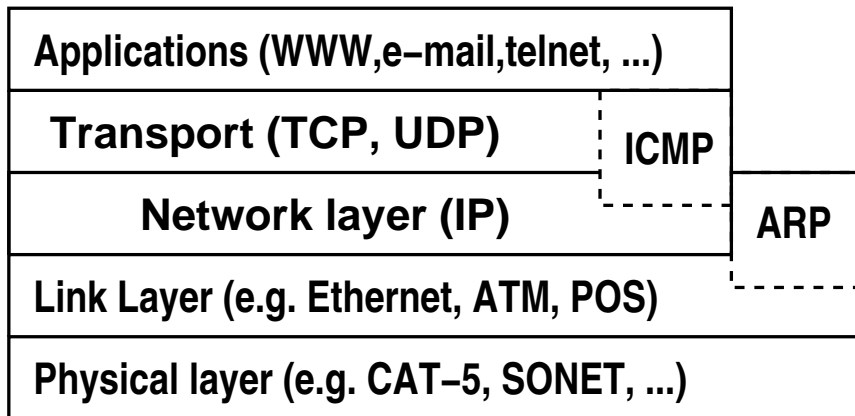 Applications (WWW,e−mail,telnet, ...)
Transport (TCP, UDP)
ICMP
Network layer (IP)
ARP
Link Layer (e.g. Ethernet, ATM, POS)
Physical layer (e.g. CAT−5, SONET, ...)